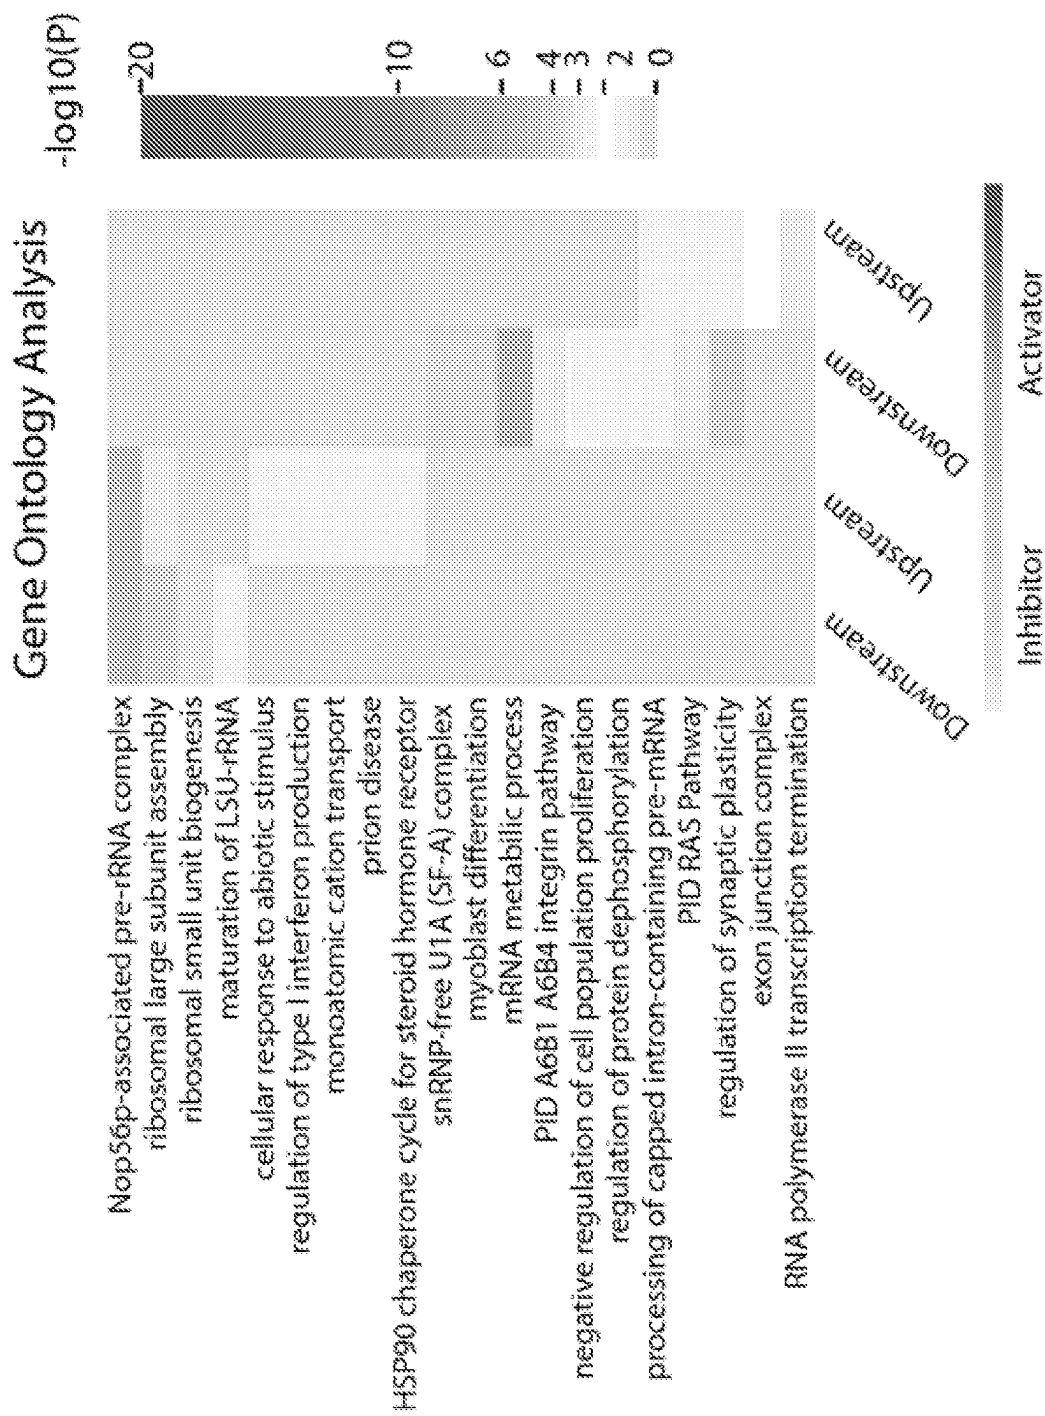 Gene Ontology Analysis
-log10(P)
20
10
6
4
3
2
0
Nop56p-associated pre-rRNA complex
ribosomal large subunit assembly
ribosomal small unit biogenesis
maturation of LSU-rRNA
cellular response to abiotic stimulus
regulation of type I interferon production
monoatomic cation transport
prion disease
HSP90 chaperone cycle for steroid hormone receptor
snRNP-free U1A (SF-A) complex
myoblast differentiation
mRNA metabilic process
PID A6B1 A6B4 integrin pathway
negative regulation of cell population proliferation
regulation of protein dephosphorylation
processing of capped intron-containing pre-mRNA
PID RAS Pathway
regulation of synaptic plasticity
exon junction complex
RNA polymerase II transcription termination
Downstream
Upstream
Downstream
Upstream
Inhibitor
Activator